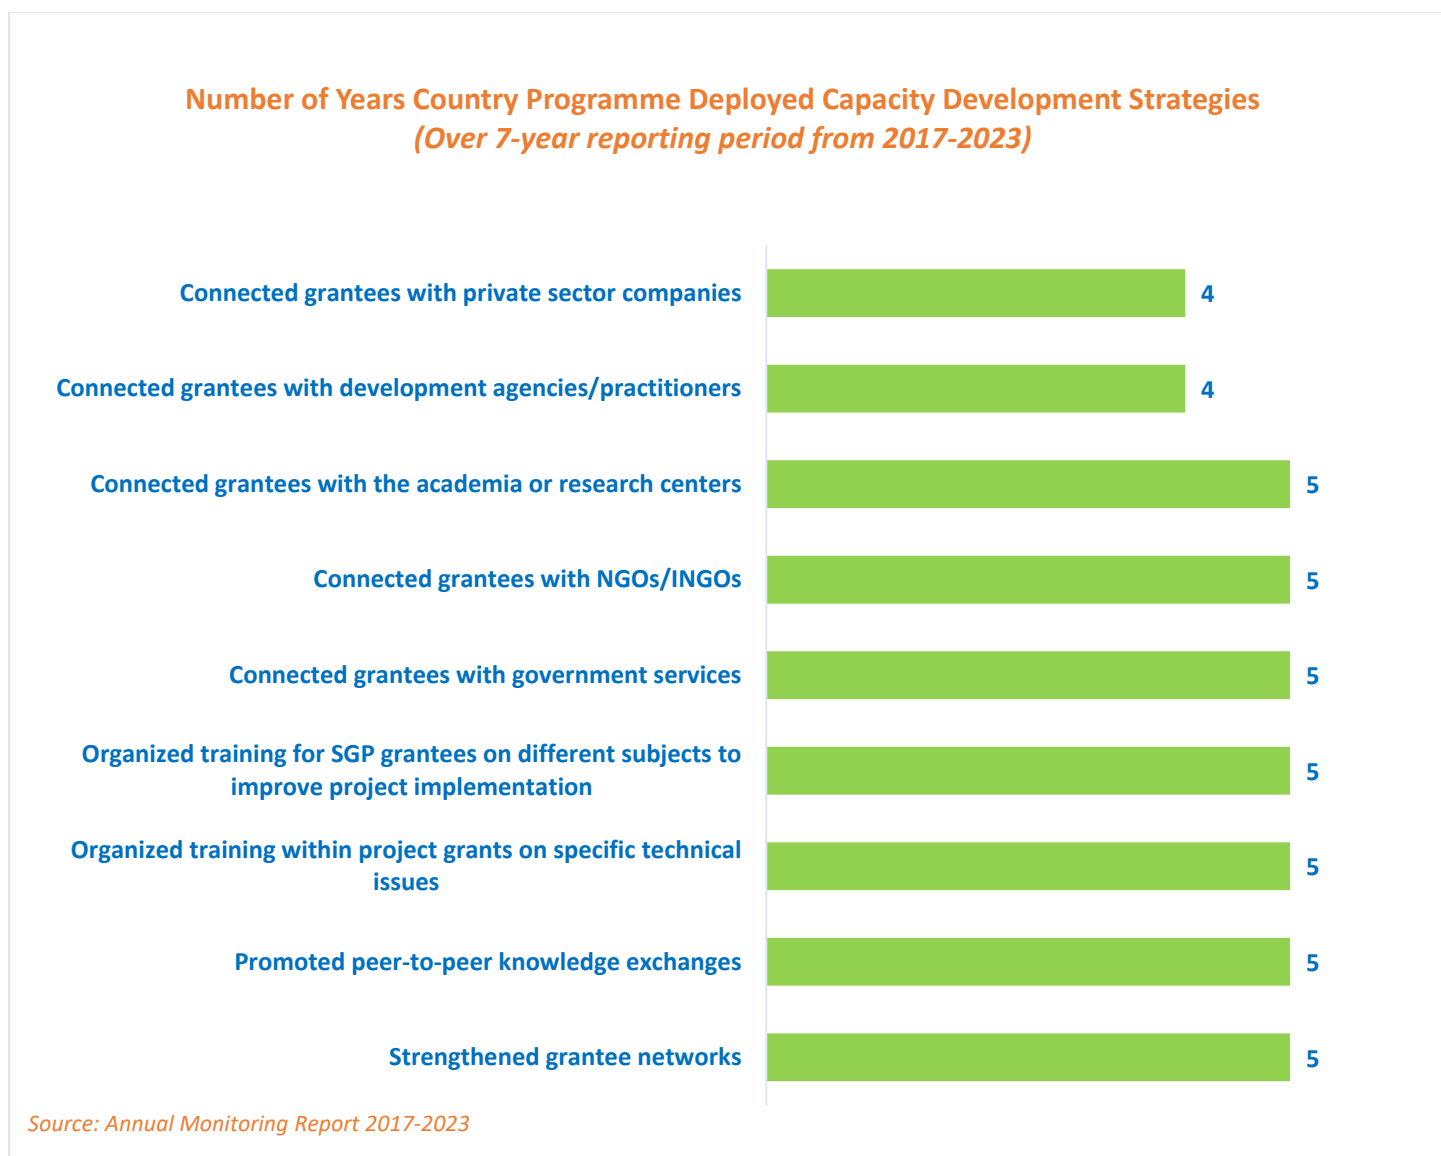 Number of Years Country Programme Deployed Capacity Development Strategies
(Over 7-year reporting period from 2017-2023)
Connected grantees with private sector companies 4
Connected grantees with development agencies/practitioners 4
Connected grantees with the academia or research centers 5
Connected grantees with NGOs/INGOs 5
Connected grantees with government services 5
Organized training for SGP grantees on different subjects to
improve project implementation 5
Organized training within project grants on specific technical
issues 5
Promoted peer-to-peer knowledge exchanges 5
Strengthened grantee networks 5
Source: Annual Monitoring Report 2017-2023